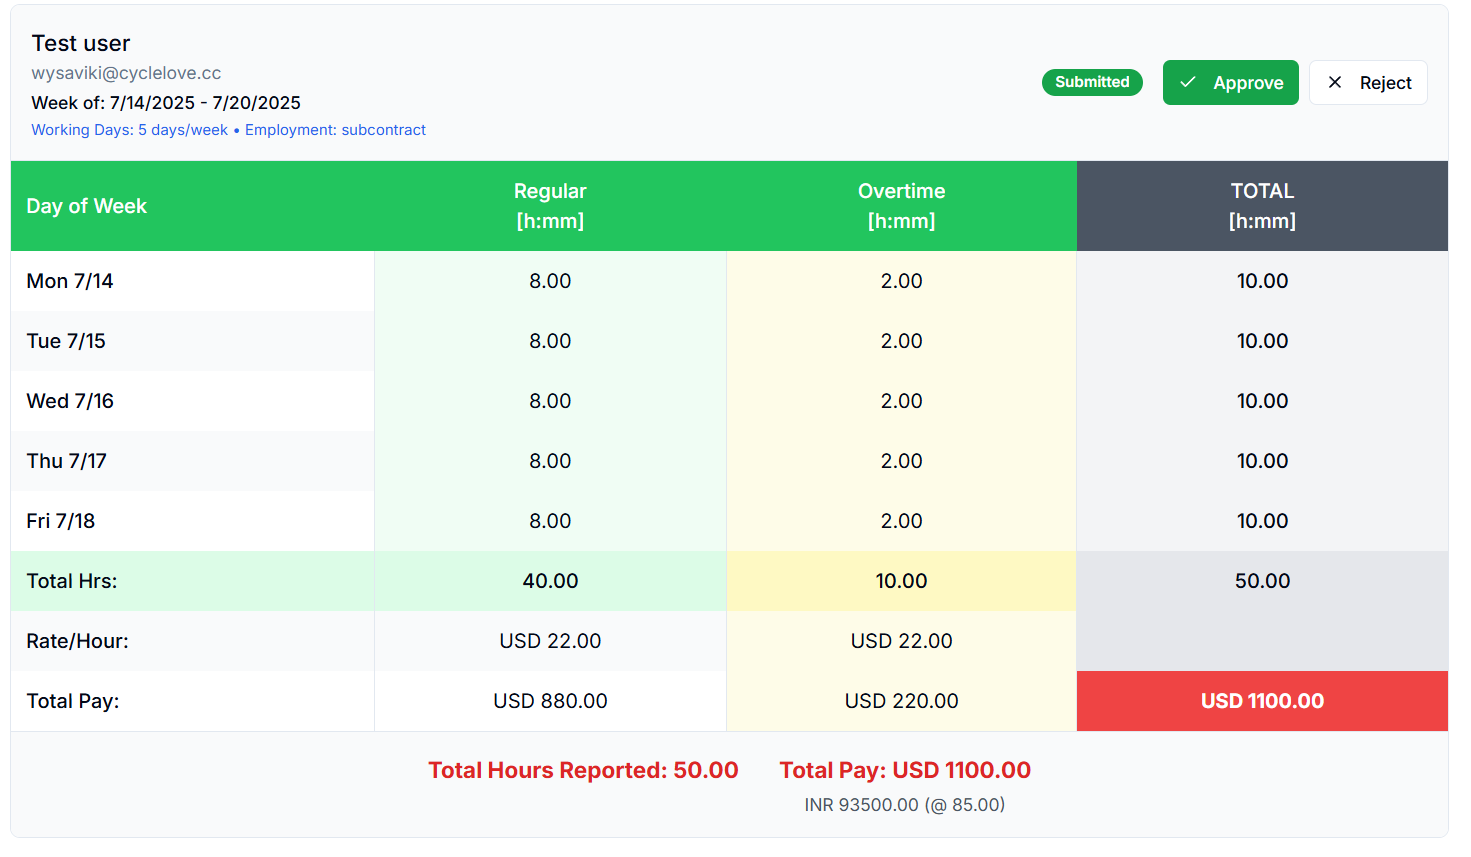 Test user
wysaviki@cyclelove.cc
Week of: 7/14/2025 - 7/20/2025
Working Days: 5 days/week • Employment: subcontract
Submitted
Approve
Reject
Day of Week Regular [h:mm] Overtime [h:mm] TOTAL [h:mm]
Mon 7/14 8.00 2.00 10.00
Tue 7/15 8.00 2.00 10.00
Wed 7/16 8.00 2.00 10.00
Thu 7/17 8.00 2.00 10.00
Fri 7/18 8.00 2.00 10.00
Total Hrs: 40.00 10.00 50.00
Rate/Hour: USD 22.00 USD 22.00
Total Pay: USD 880.00 USD 220.00 USD 1100.00
Total Hours Reported: 50.00 Total Pay: USD 1100.00
INR 93500.00 (@ 85.00)